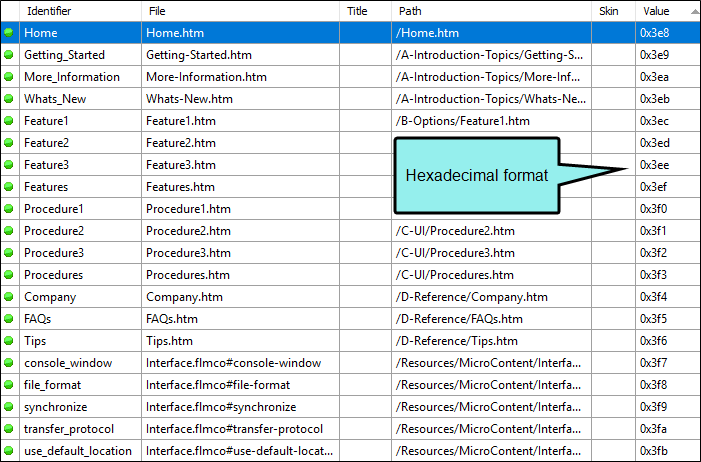 Identifier File Title Path Skin Value
Home Home.htm /Home.htm 0x3e8
Getting_Started Getting-Started.htm /A-Introduction-Topics/Getting-S... 0x3e9
More_Information More-Information.htm /A-Introduction-Topics/More-Inf... 0x3ea
Whats_New Whats-New.htm /A-Introduction-Topics/Whats-Ne... 0x3eb
Feature1 Feature1.htm /B-Options/Feature1.htm 0x3ec
Feature2 Feature2.htm 0x3ed
Feature3 Feature3.htm Hexadecimal format 0x3ee
Features Features.htm 0x3ef
Procedure1 Procedure1.htm 0x3f0
Procedure2 Procedure2.htm /C-UI/Procedure2.htm 0x3f1
Procedure3 Procedure3.htm /C-UI/Procedure3.htm 0x3f2
Procedures Procedures.htm /C-UI/Procedures.htm 0x3f3
Company Company.htm /D-Reference/Company.htm 0x3f4
FAQs FAQs.htm /D-Reference/FAQs.htm 0x3f5
Tips Tips.htm /D-Reference/Tips.htm 0x3f6
console_window Interface.flmco#console-window /Resources/MicroContent/Interfa... 0x3f7
file_format Interface.flmco#file-format /Resources/MicroContent/Interfa... 0x3f8
synchronize Interface.flmco#synchronize /Resources/MicroContent/Interfa... 0x3f9
transfer_protocol Interface.flmco#transfer-protocol /Resources/MicroContent/Interfa... 0x3fa
use_default_location Interface.flmco#use-default-locat... /Resources/MicroContent/Interfa... 0x3fb